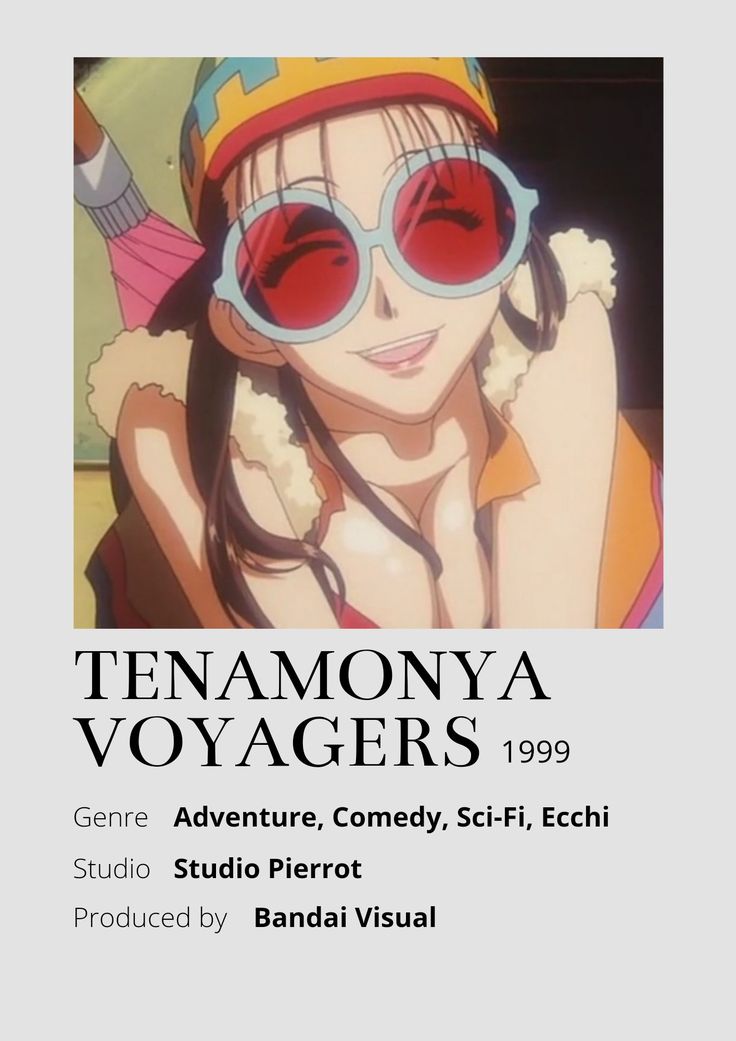 TENAMONYA
VOYAGERS 1999
Genre Adventure, Comedy, Sci-Fi, Ecchi
Studio Studio Pierrot
Produced by Bandai Visual